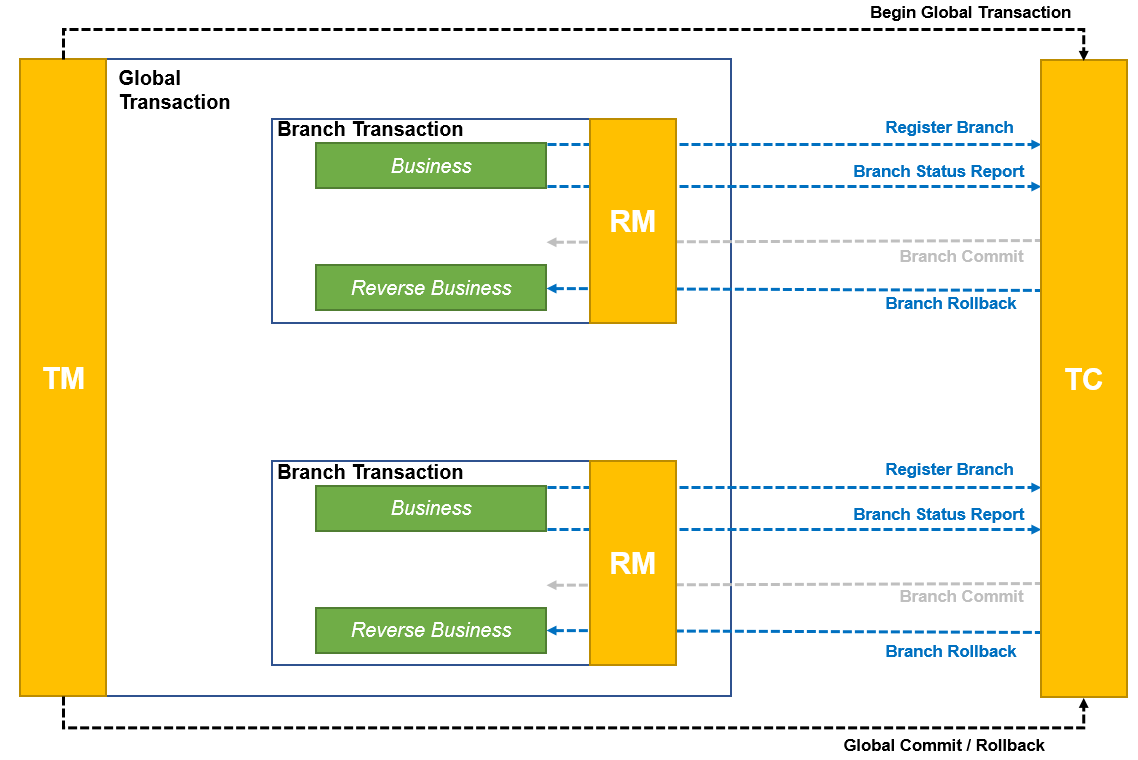 Begin Global Transaction
Global
Transaction
Branch Transaction
Business
Reverse Business
RM
Register Branch
Branch Status Report
Branch Commit
Branch Rollback
TM
TC
Branch Transaction
Business
Reverse Business
RM
Register Branch
Branch Status Report
Branch Commit
Branch Rollback
Global Commit / Rollback